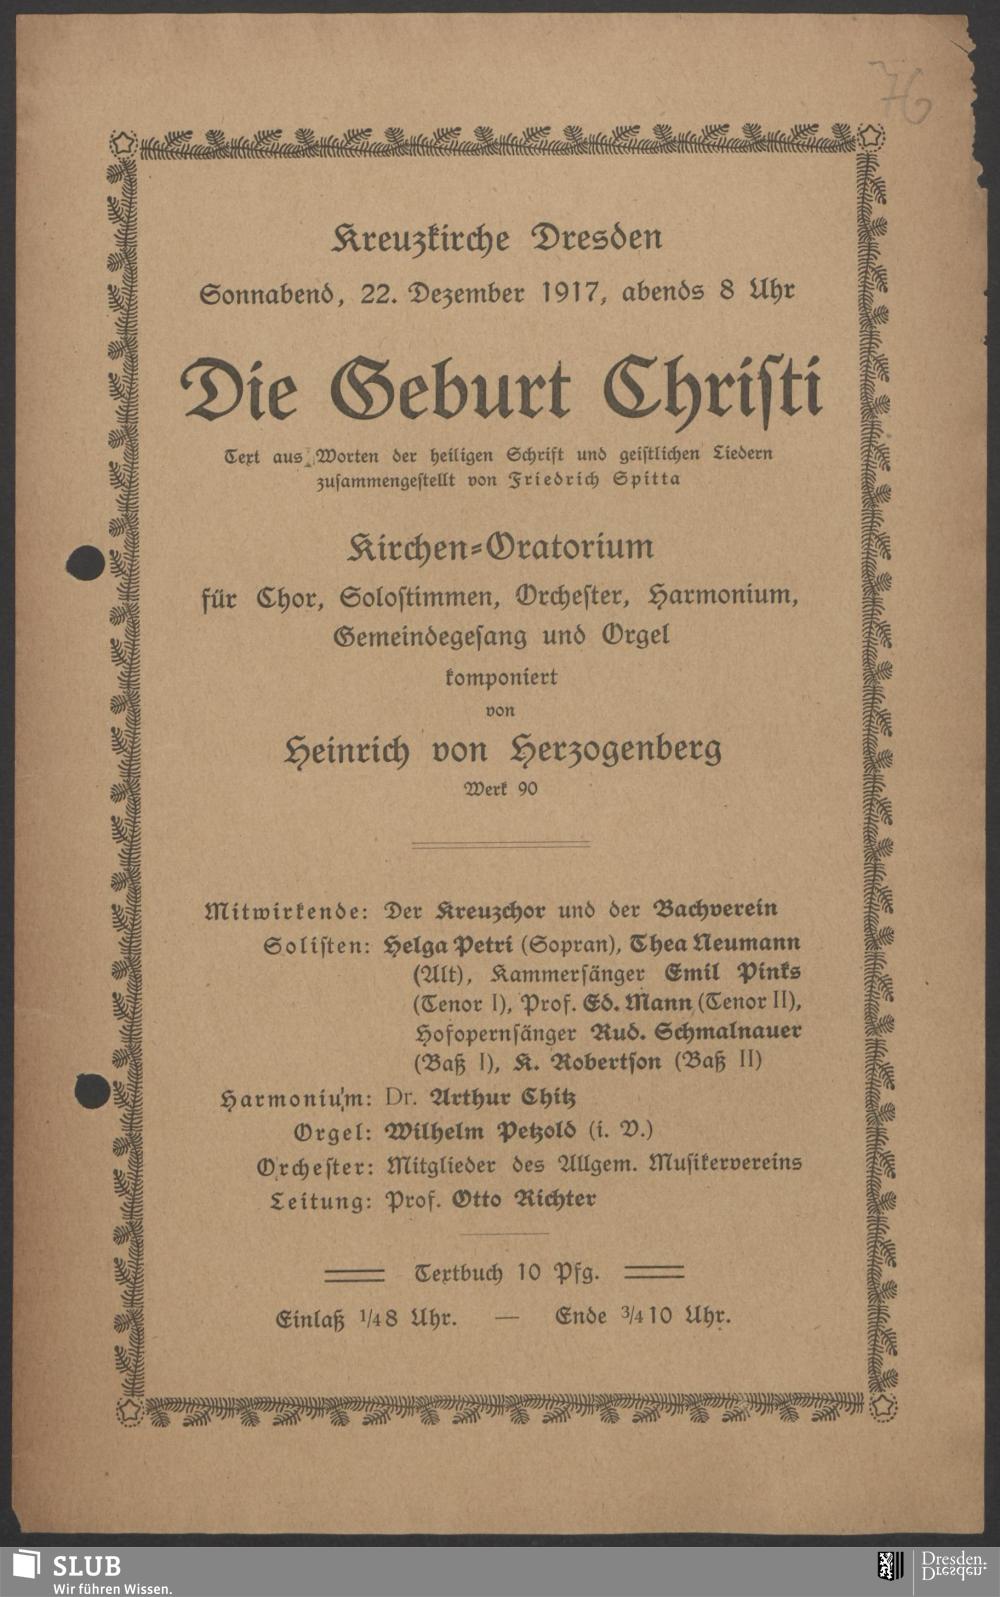 76
Kreuzkirche Dresden
Sonnabend, 22. Dezember 1917, abends 8 Uhr
Die Geburt Christi
Text aus Worten der heiligen Schrift und geistlichen Liedern
zusammengestellt von Friedrich Spitta
Kirchen-Oratorium
für Chor, Solostimmen, Orchester, Harmonium,
Gemeindegesang und Orgel
komponiert
von
Heinrich von Herzogenberg
Werk 90
Mitwirkende: Der Kreuzchor und der Bachverein
Solisten: Helga Petri (Sopran), Thea Neumann
(Alt), Kammersänger Emil Pinks
(Tenor I), Prof. Ed. Mann (Tenor II),
Hofopernsänger Rud. Schmalnauer
(Baß I), K. Robertson (Baß II)
Harmonium: Dr. Arthur Chitz
Orgel: Wilhelm Petzold (i. V.)
Orchester: Mitglieder des Allgem. Musikervereins
Leitung: Prof. Otto Richter
Textbuch 10 Pfg.
Einlaß 1/4 8 Uhr. — Ende 3/4 10 Uhr.
SLUB
Wir führen Wissen.
Dresden.
Dresden.